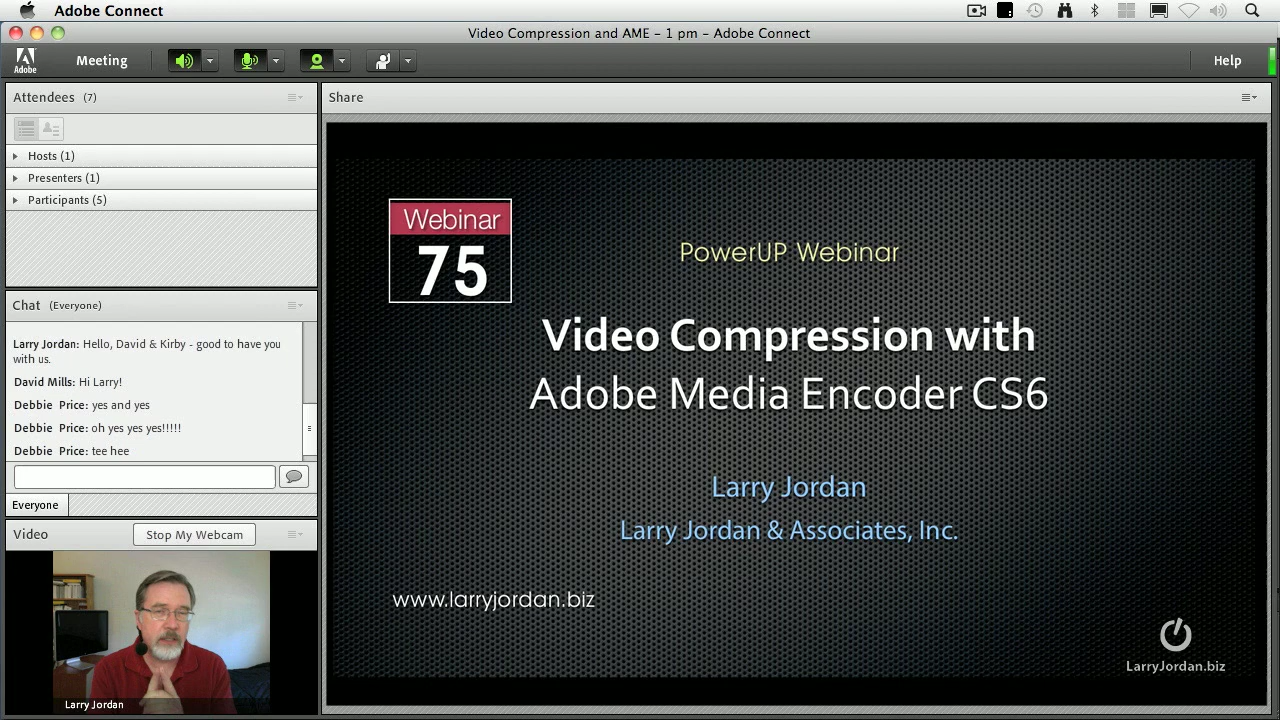 Adobe Connect
Video Compression and AME - 1 pm - Adobe Connect
Adobe
Meeting
Help
Attendees (7)
Hosts (1)
Presenters (1)
Participants (5)
Chat (Everyone)
Larry Jordan: Hello, David & Kirby - good to have you
with us.
David Mills: Hi Larry!
Debbie Price: yes and yes
Debbie Price: oh yes yes yes!!!!!
Debbie Price: tee hee
Everyone
Video
Stop My Webcam
Larry Jordan
Share
Webinar
75
PowerUP Webinar
Video Compression with
Adobe Media Encoder CS6
Larry Jordan
Larry Jordan & Associates, Inc.
www.larryjordan.biz
LarryJordan.biz